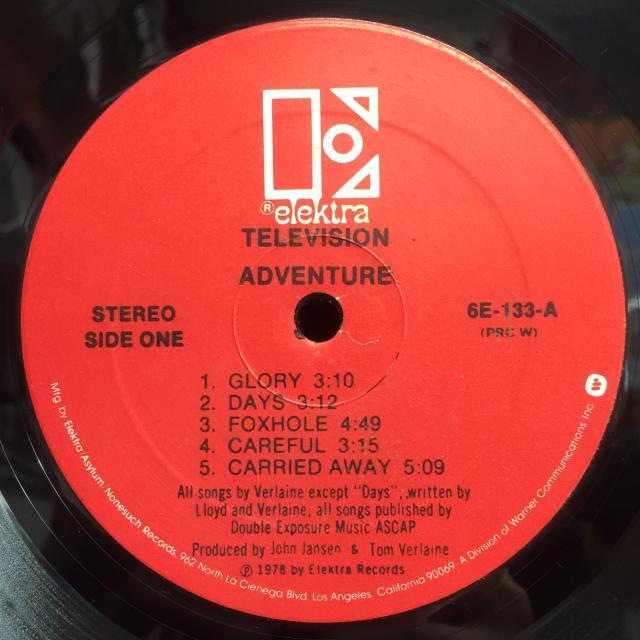 ® elektra
TELEVISION
ADVENTURE
STEREO
SIDE ONE
6E-133-A
(PRC W)
1. GLORY 3:10
2. DAYS 3:12
3. FOXHOLE 4:49
4. CAREFUL 3:15
5. CARRIED AWAY 5:09
All songs by Verlaine except "Days", written by
Lloyd and Verlaine, all songs published by
Double Exposure Music ASCAP
Produced by John Jansen & Tom Verlaine
℗ 1978 by Elektra Records
Mfg. by Elektra/Asylum/Nonesuch Records, 962 North La Cienega Blvd. Los Angeles, California 90069. A Division of Warner Communications Inc.